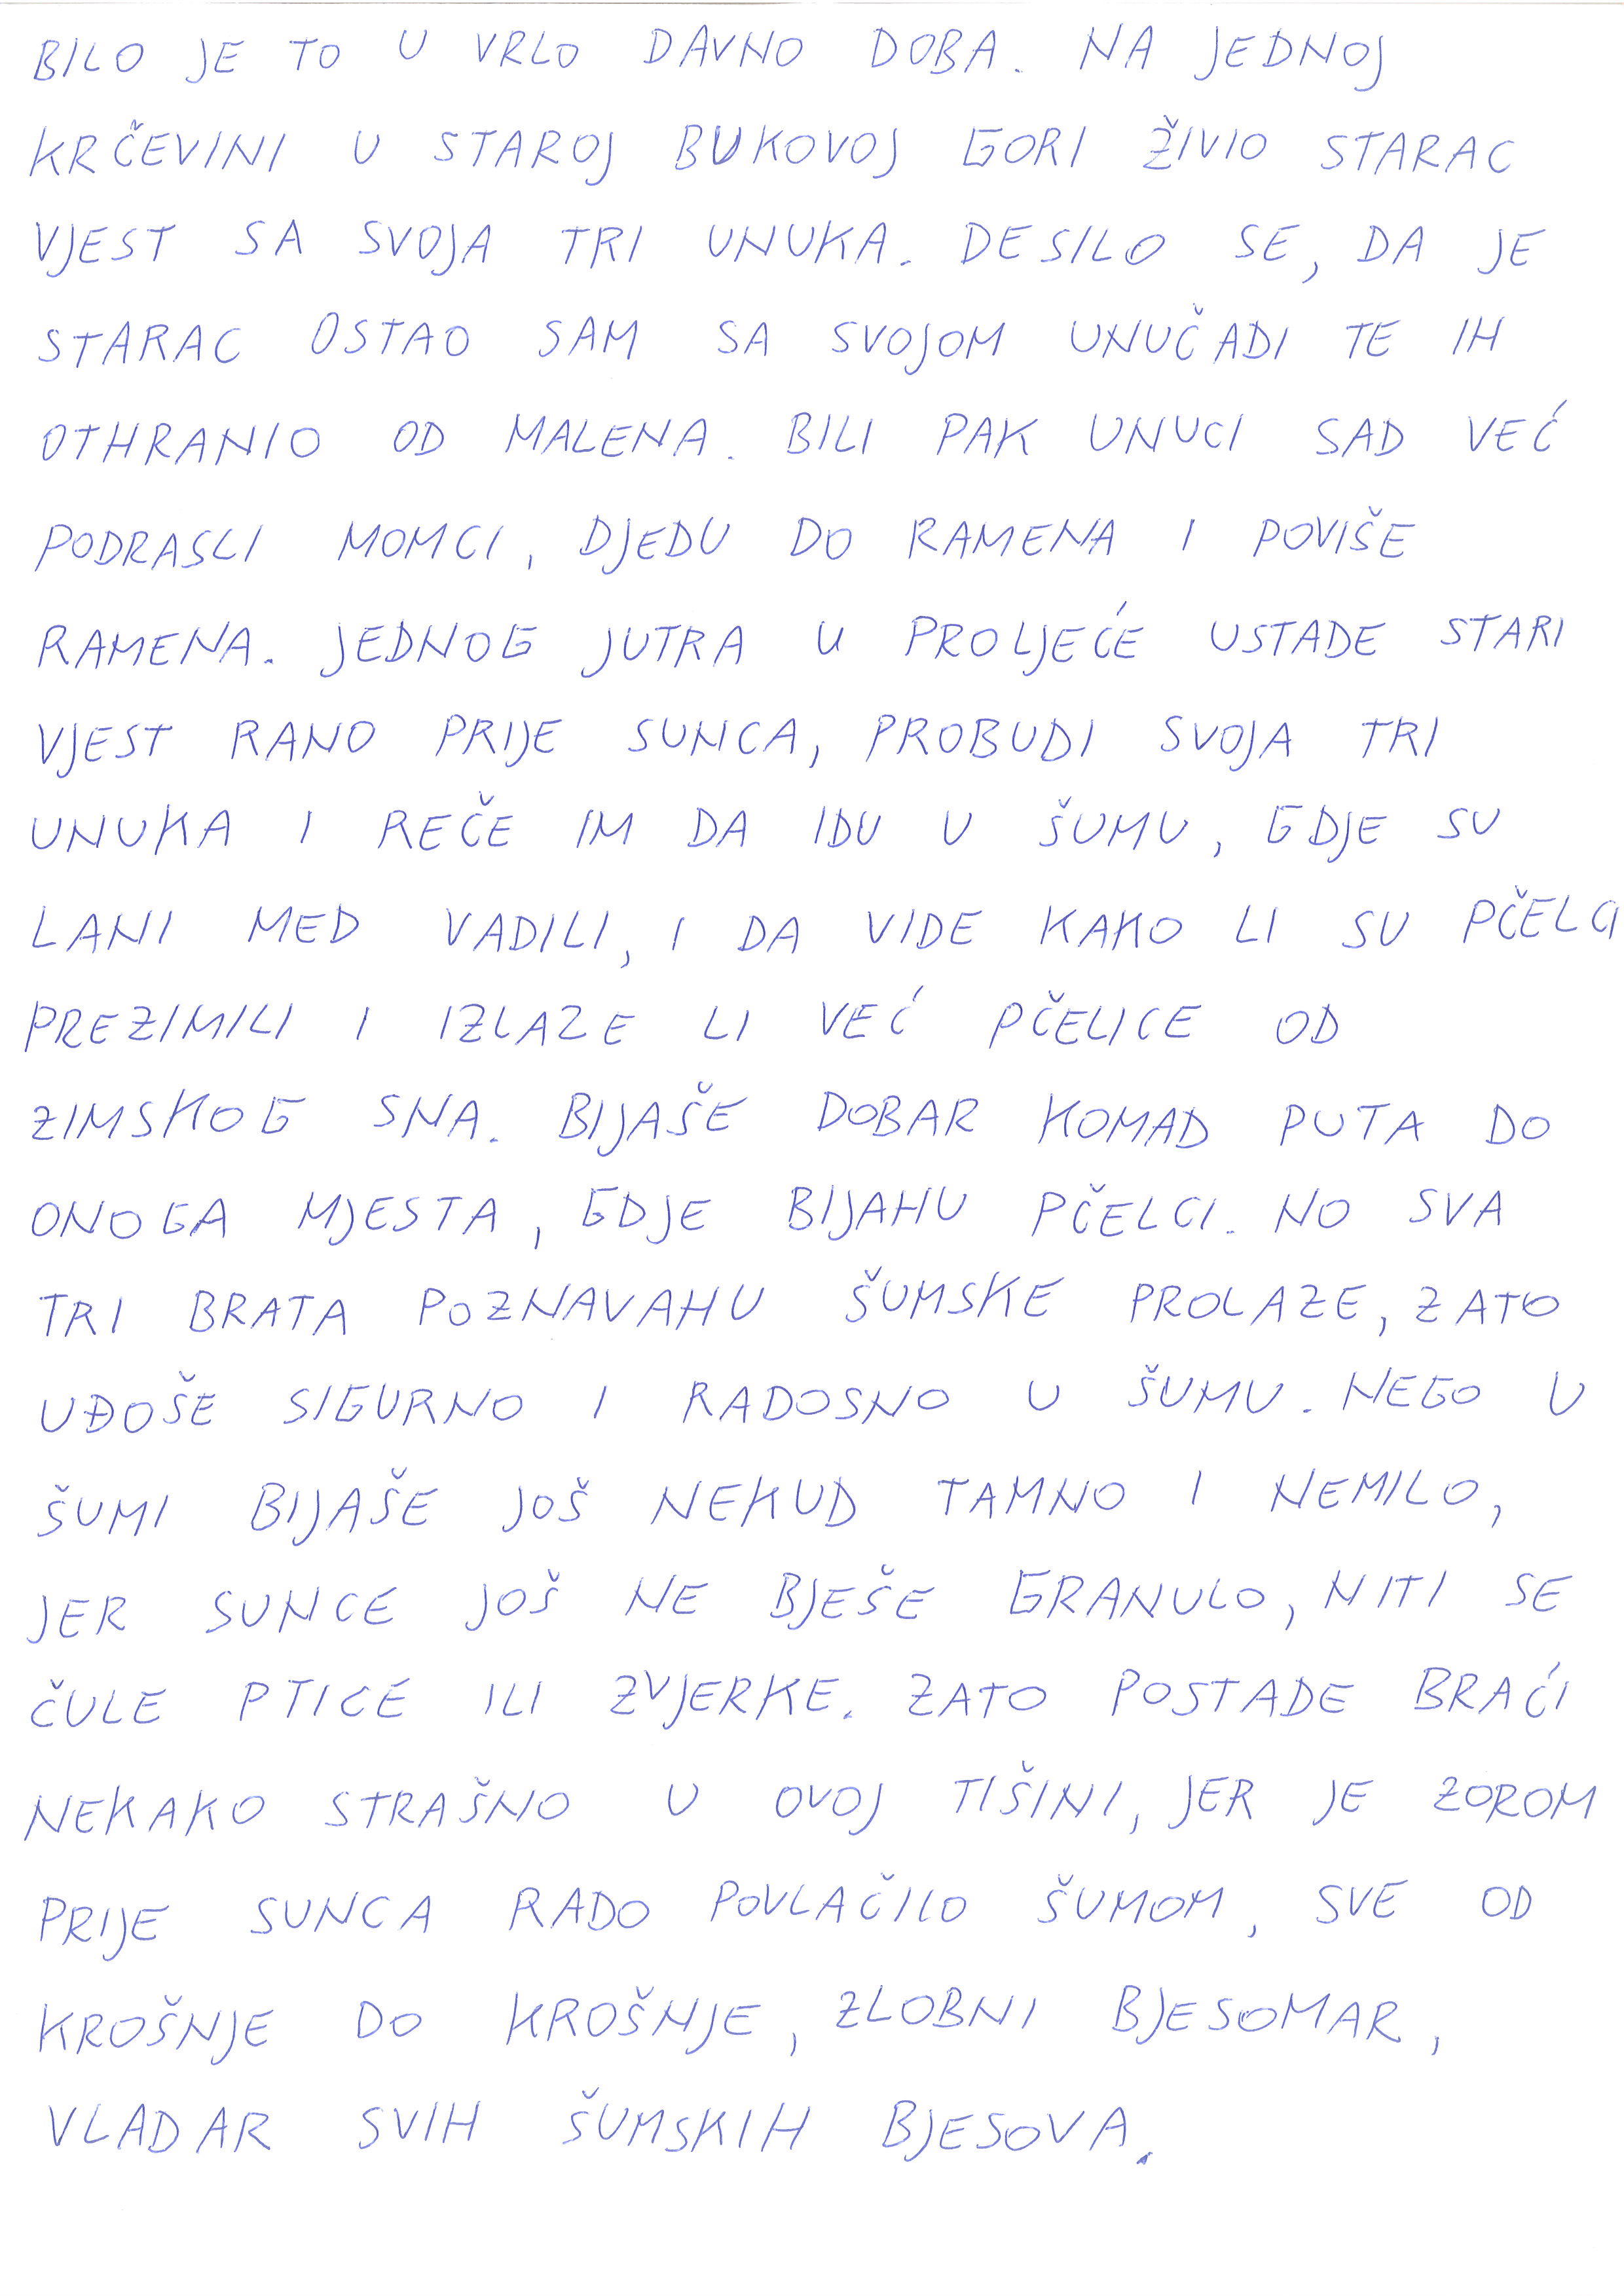 BILO JE TO U VRLO DAVNO DOBA. NA JEDNOJ
KRČEVINI U STAROJ BUKOVOJ GORI ŽIVIO STARAC
VJEST SA SVOJA TRI UNUKA. DESILO SE, DA JE
STARAC OSTAO SAM SA SVOJOM UNUČADI TE IH
OTHRANIO OD MALENA. BILI PAK UNUCI SAD VEĆ
PODRASLI MOMCI, DJEDU DO RAMENA I POVIŠE
RAMENA. JEDNOG JUTRA U PROLJEĆE USTADE STARI
VJEST RANO PRIJE SUNCA, PROBUDI SVOJA TRI
UNUKA I REČE IM DA IDU U ŠUMU, GDJE SU
LANI MED VADILI, I DA VIDE KAKO LI SU PČELCI
PREZIMILI I IZLAZE LI VEĆ PČELICE OD
ZIMSKOG SNA. BIJAŠE DOBAR KOMAD PUTA DO
ONOGA MJESTA, GDJE BIJAHU PČELCI. NO SVA
TRI BRATA POZNAVAHU ŠUMSKE PROLAZE, ZATO
UĐOŠE SIGURNO I RADOSNO U ŠUMU. NEGO U
ŠUMI BIJAŠE JOŠ NEKUD TAMNO I NEMILO,
JER SUNCE JOŠ NE BJEŠE GRANULO, NITI SE
ČULE PTICE ILI ZVJERKE. ZATO POSTADE BRAĆI
NEKAKO STRAŠNO U OVOJ TIŠINI, JER JE ZOROM
PRIJE SUNCA RADO POVLAČILO ŠUMOM, SVE OD
KROŠNJE DO KROŠNJE, ZLOBNI BJESOMAR,
VLADAR SVIH ŠUMSKIH BJESOVA.